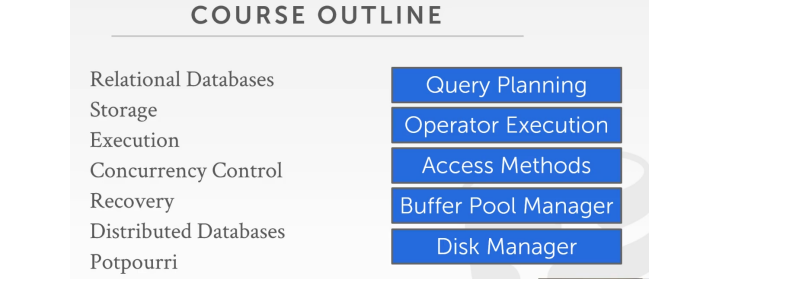 COURSE OUTLINE
Relational Databases
Storage
Execution
Concurrency Control
Recovery
Distributed Databases
Potpourri
Query Planning
Operator Execution
Access Methods
Buffer Pool Manager
Disk Manager